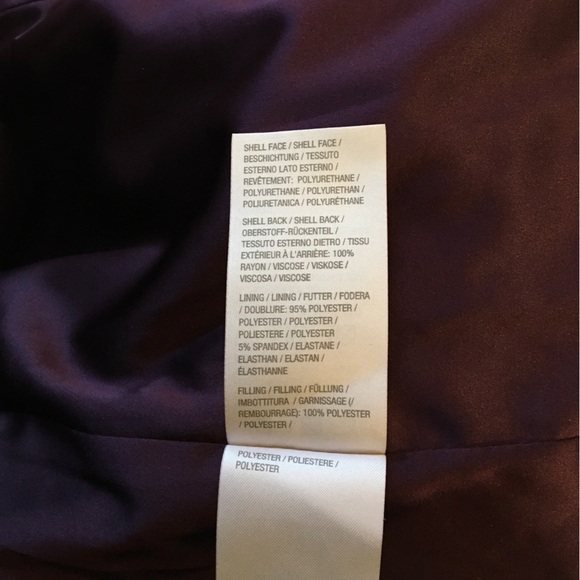 SHELL FACE / SHELL FACE /
BESCHICHTUNG / TESSUTO
ESTERNO LATO ESTERNO /
REVÊTEMENT: POLYURETHANE /
POLYURETHANE / POLYURETHAN /
POLIURETANICA / POLYURÉTHANE
SHELL BACK / SHELL BACK /
OBERSTOFF-RÜCKENTEIL /
TESSUTO ESTERNO DIETRO / TISSU
EXTÉRIEUR À L'ARRIÈRE: 100%
RAYON / VISCOSE / VISKOSE /
VISCOSA / VISCOSE
LINING / LINING / FUTTER / FODERA
/ DOUBLURE: 95% POLYESTER /
POLYESTER / POLYESTER /
POLIESTERE / POLYESTER
5% SPANDEX / ELASTANE /
ELASTHAN / ELASTAN /
ÉLASTHANNE
FILLING / FILLING / FÜLLUNG /
IMBOTTITURA / GARNISSAGE (/
REMBOURRAGE): 100% POLYESTER
/ POLYESTER /
POLYESTER / POLIESTERE /
POLYESTER